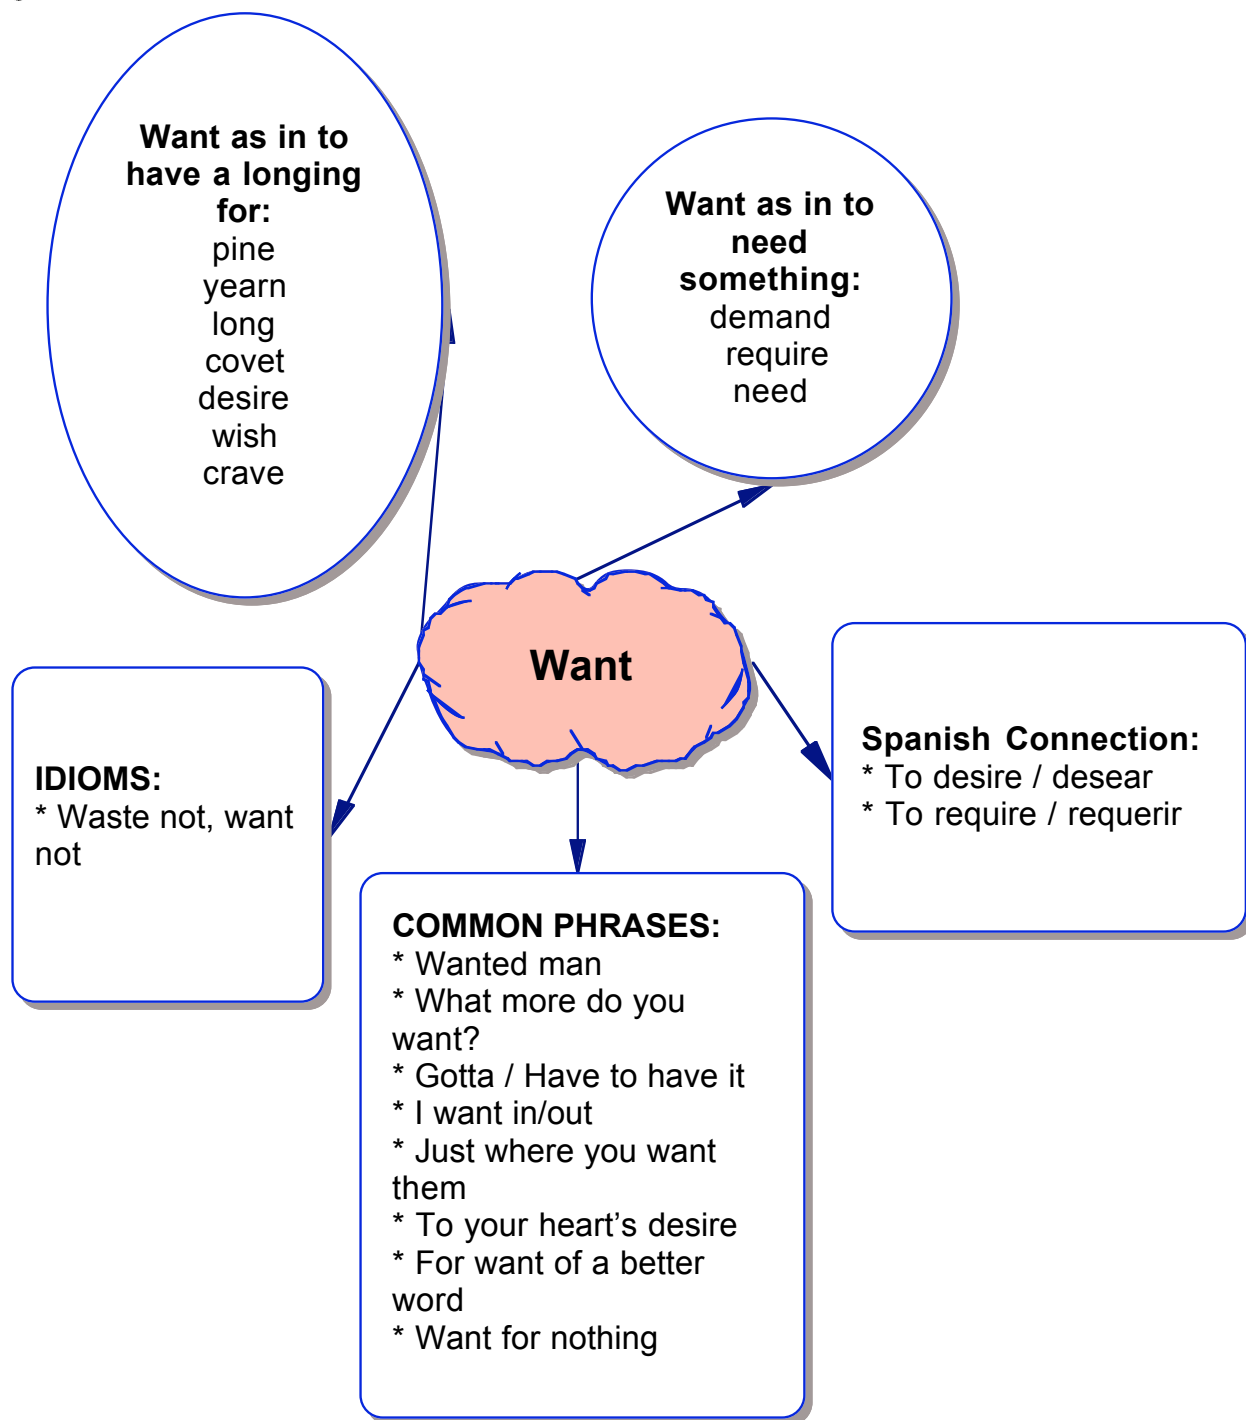 Want as in to
have a longing
for:
pine
yearn
long
covet
desire
wish
crave
Want as in to
need
something:
demand
require
need
Want
IDIOMS:
* Waste not, want
not
Spanish Connection:
* To desire / desear
* To require / requerir
COMMON PHRASES:
* Wanted man
* What more do you
want?
* Gotta / Have to have it
* I want in/out
* Just where you want
them
* To your heart's desire
* For want of a better
word
* Want for nothing